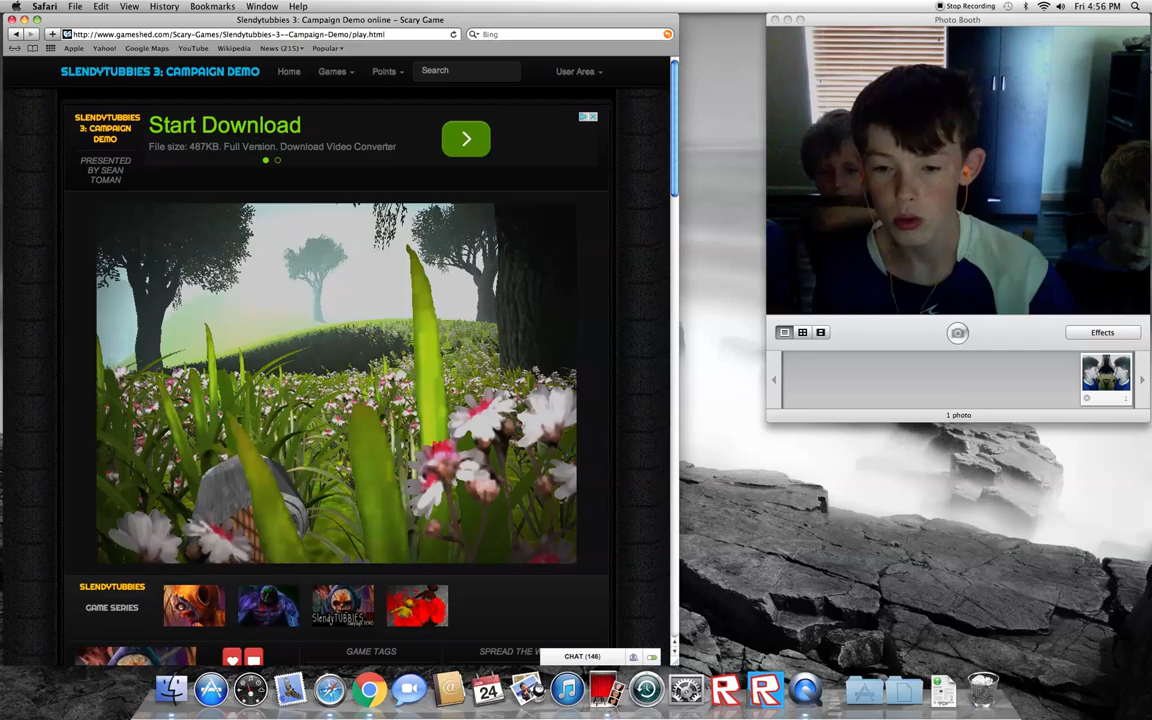 Safari File Edit View History Bookmarks Window Help
Stop Recording Fri 4:56 PM
Slendytubbies 3: Campaign Demo online - Scary Game
http://www.gameshed.com/Scary-Games/Slendytubbies-3--Campaign-Demo/play.html
Bing
Apple Yahoo! Google Maps YouTube Wikipedia News (215) Popular
SLENDYTUBBIES 3: CAMPAIGN DEMO Home Games Points Search User Area
SLENDYTUBBIES
3: CAMPAIGN
DEMO
PRESENTED
BY SEAN
TOMAN
Start Download
File size: 487KB. Full Version. Download Video Converter
SLENDYTUBBIES
GAME SERIES
SlendyTUBBIES
GAME TAGS
SPREAD THE W
CHAT (146)
Photo Booth
Effects
1
1 photo
24